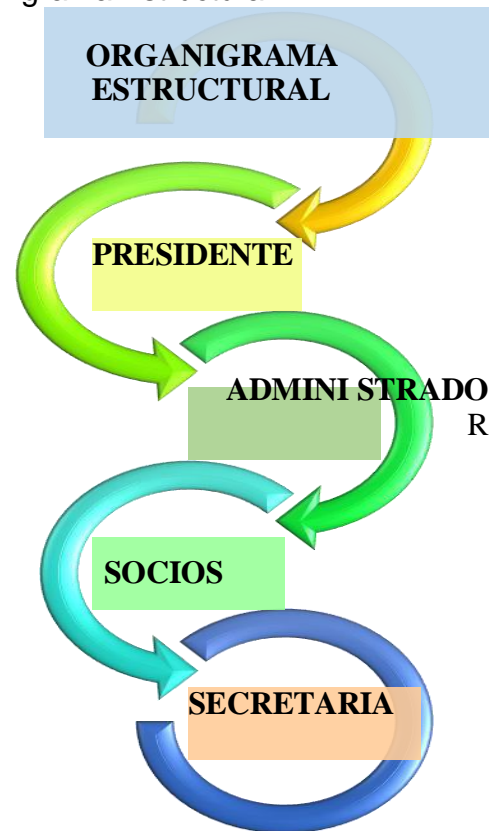 ORGANIGRAMA
ESTRUCTURAL
PRESIDENTE
ADMINI STRADO
R
SOCIOS
SECRETARIA